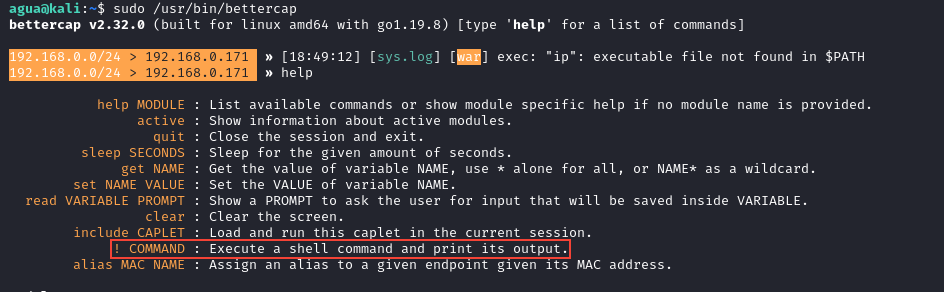 agua@kali:~$ sudo /usr/bin/bettercap
bettercap v2.32.0 (built for linux amd64 with go1.19.8) [type 'help' for a list of commands]
192.168.0.0/24 > 192.168.0.171 » [18:49:12] [sys.log] [war] exec: "ip": executable file not found in $PATH
192.168.0.0/24 > 192.168.0.171 » help
help MODULE : List available commands or show module specific help if no module name is provided.
active : Show information about active modules.
quit : Close the session and exit.
sleep SECONDS : Sleep for the given amount of seconds.
get NAME : Get the value of variable NAME, use * alone for all, or NAME* as a wildcard.
set NAME VALUE : Set the VALUE of variable NAME.
read VARIABLE PROMPT : Show a PROMPT to ask the user for input that will be saved inside VARIABLE.
clear : Clear the screen.
include CAPLET : Load and run this caplet in the current session.
! COMMAND : Execute a shell command and print its output.
alias MAC NAME : Assign an alias to a given endpoint given its MAC address.